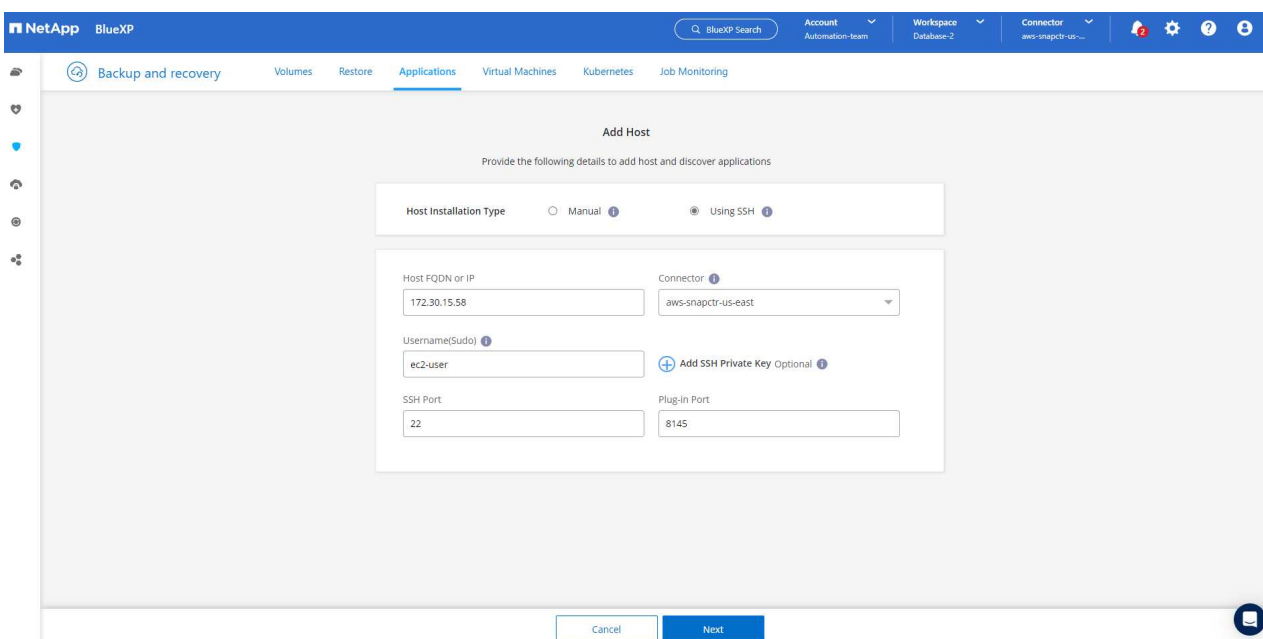 NetApp BlueXP BlueXP Search Account Automation-team Workspace Database-2 Connector aws-snapctr-us-... 2
Backup and recovery Volumes Restore Applications Virtual Machines Kubernetes Job Monitoring
Add Host
Provide the following details to add host and discover applications
Host Installation Type Manual Using SSH
Host FQDN or IP Connector
172.30.15.58 aws-snapctr-us-east
Username(Sudo)
ec2-user Add SSH Private Key Optional
SSH Port Plug-in Port
22 8145
Cancel Next